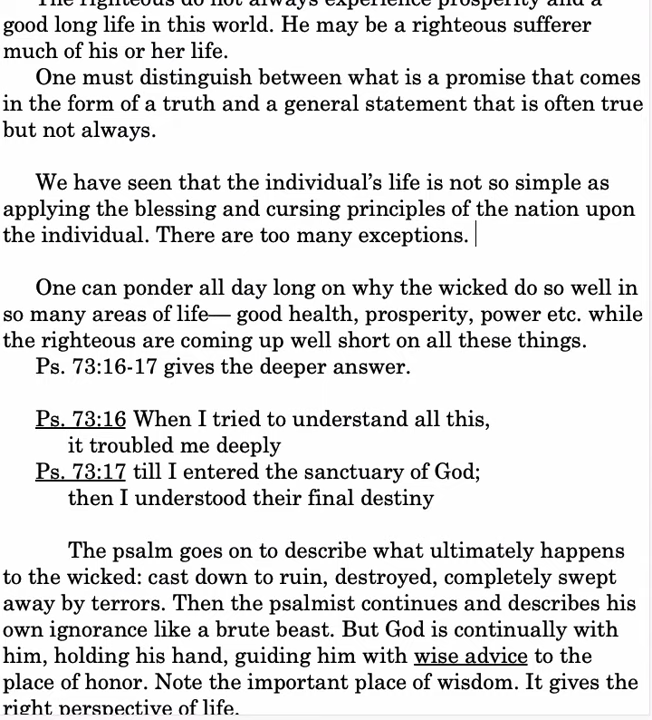 The righteous do not always experience prosperity and a
good long life in this world. He may be a righteous sufferer
much of his or her life.
One must distinguish between what is a promise that comes
in the form of a truth and a general statement that is often true
but not always.
We have seen that the individual's life is not so simple as
applying the blessing and cursing principles of the nation upon
the individual. There are too many exceptions.
One can ponder all day long on why the wicked do so well in
so many areas of life— good health, prosperity, power etc. while
the righteous are coming up well short on all these things.
Ps. 73:16-17 gives the deeper answer.
Ps. 73:16 When I tried to understand all this,
it troubled me deeply
Ps. 73:17 till I entered the sanctuary of God;
then I understood their final destiny
The psalm goes on to describe what ultimately happens
to the wicked: cast down to ruin, destroyed, completely swept
away by terrors. Then the psalmist continues and describes his
own ignorance like a brute beast. But God is continually with
him, holding his hand, guiding him with wise advice to the
place of honor. Note the important place of wisdom. It gives the
right perspective of life.